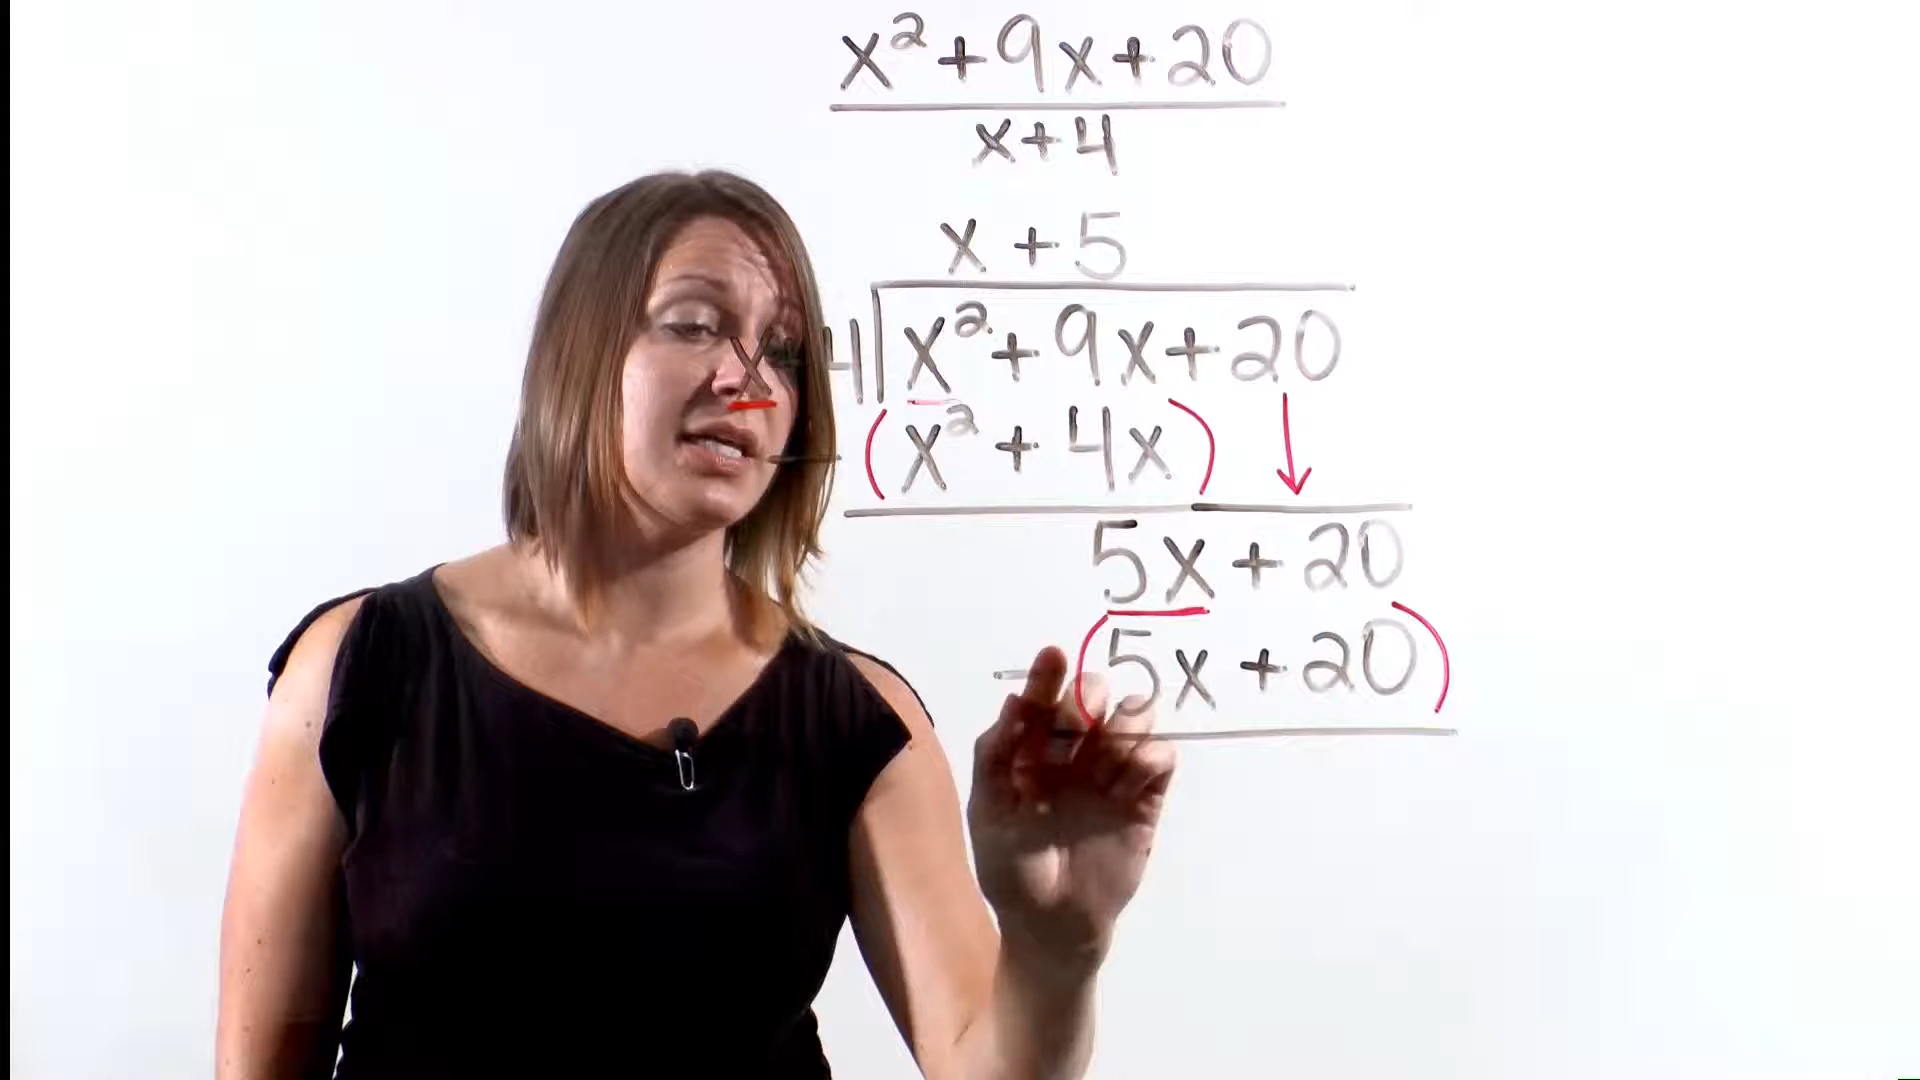 x² + 9x + 20
x + 4
x + 5
x + 4 x² + 9x + 20
- (x² + 4x)
5x + 20
- (5x + 20)